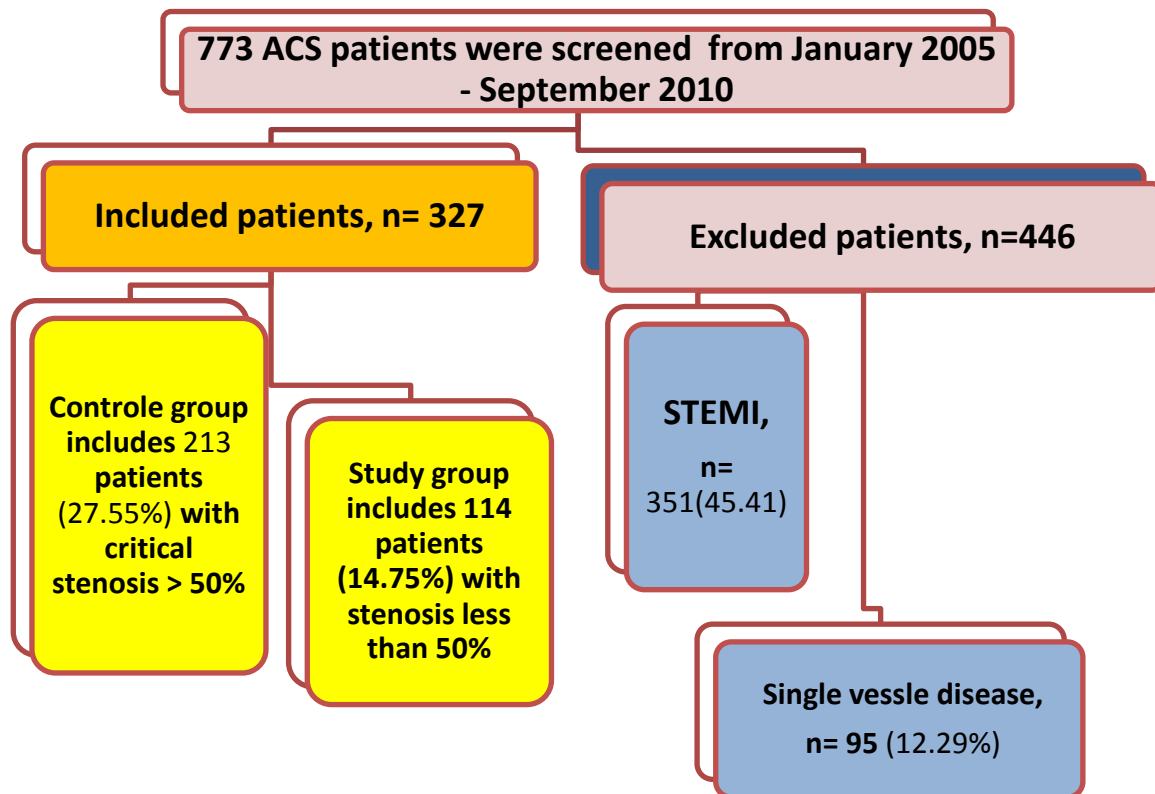 773 ACS patients were screened from January 2005
- September 2010
Included patients, n= 327
Excluded patients, n=446
Controle group
includes 213
patients
(27.55%) with
critical
stenosis > 50%
Study group
includes 114
patients
(14.75%) with
stenosis less
than 50%
STEMI,
n=
351(45.41)
Single vessle disease,
n= 95 (12.29%)